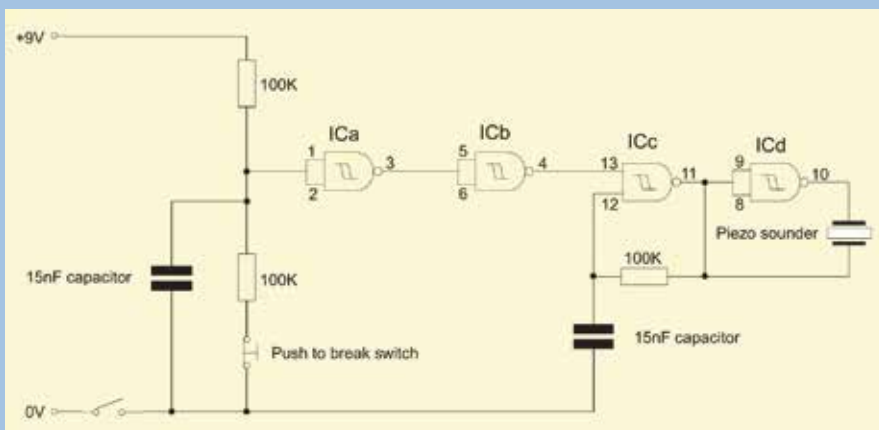 +9V
100K
ICa
ICb
ICc
ICd
1
2
3
5
6
4
13
12
11
9
8
10
Piezo sounder
100K
15nF capacitor
100K
15nF capacitor
Push to break switch
0V